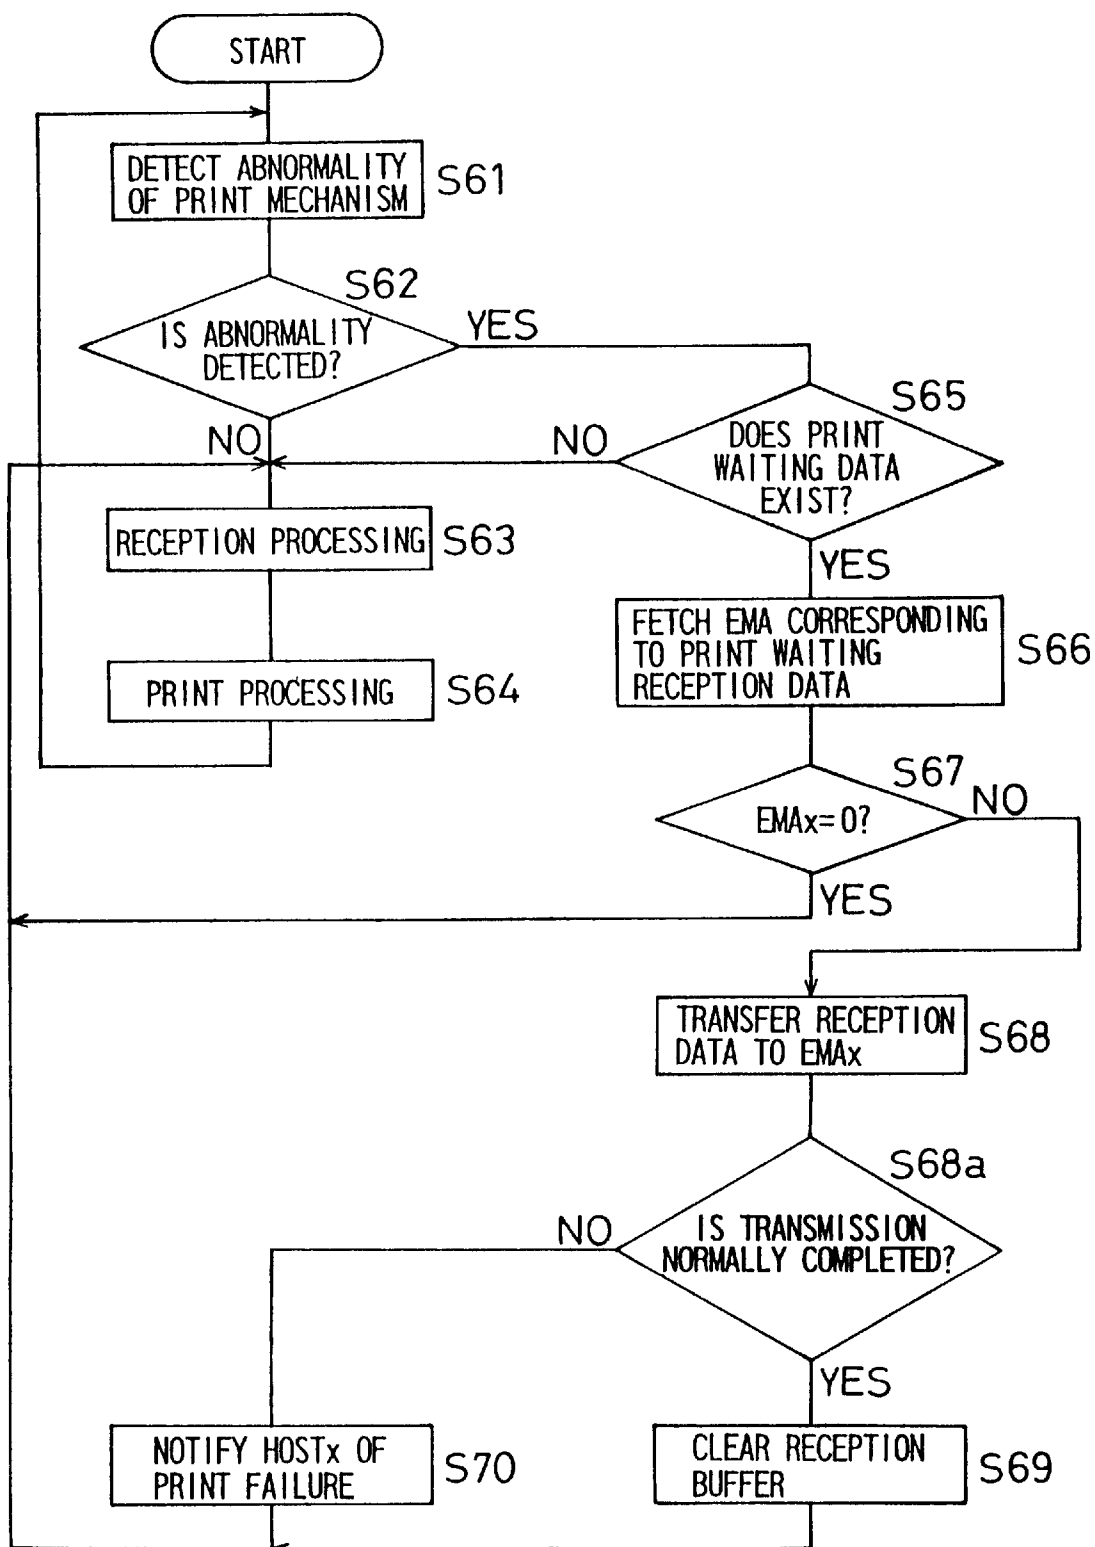 START
DETECT ABNORMALITY
OF PRINT MECHANISM
S61
S62
IS ABNORMALITY
DETECTED?
YES
NO
S65
DOES PRINT
WAITING DATA
EXIST?
NO
YES
RECEPTION PROCESSING
S63
FETCH EMA CORRESPONDING
TO PRINT WAITING
RECEPTION DATA
S66
PRINT PROCESSING
S64
S67
EMAx=0?
NO
YES
TRANSFER RECEPTION
DATA TO EMAx
S68
S68a
IS TRANSMISSION
NORMALLY COMPLETED?
NO
YES
NOTIFY HOSTx OF
PRINT FAILURE
S70
CLEAR RECEPTION
BUFFER
S69